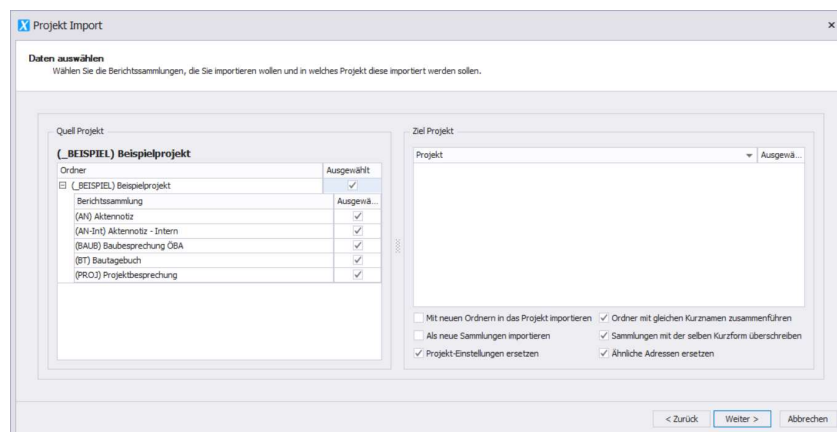 Projekt Import
Daten auswählen
Wählen Sie die Berichtssammlungen, die Sie importieren wollen und in welches Projekt diese importiert werden sollen.
Quell Projekt
(_BEISPIEL) Beispielprojekt
Ordner Ausgewählt
(_BEISPIEL) Beispielprojekt
Berichtssammlung Ausgewä...
(AN) Aktennotiz
(AN-Int) Aktennotiz - Intern
(BAUB) Baubesprechung ÖBA
(BT) Bautagebuch
(PROJ) Projektbesprechung
Ziel Projekt
Projekt Ausgewä...
Mit neuen Ordnern in das Projekt importieren Ordner mit gleichen Kurznamen zusammenführen
Als neue Sammlungen importieren Sammlungen mit der selben Kurzform überschreiben
Projekt-Einstellungen ersetzen Ähnliche Adressen ersetzen
< Zurück Weiter > Abbrechen